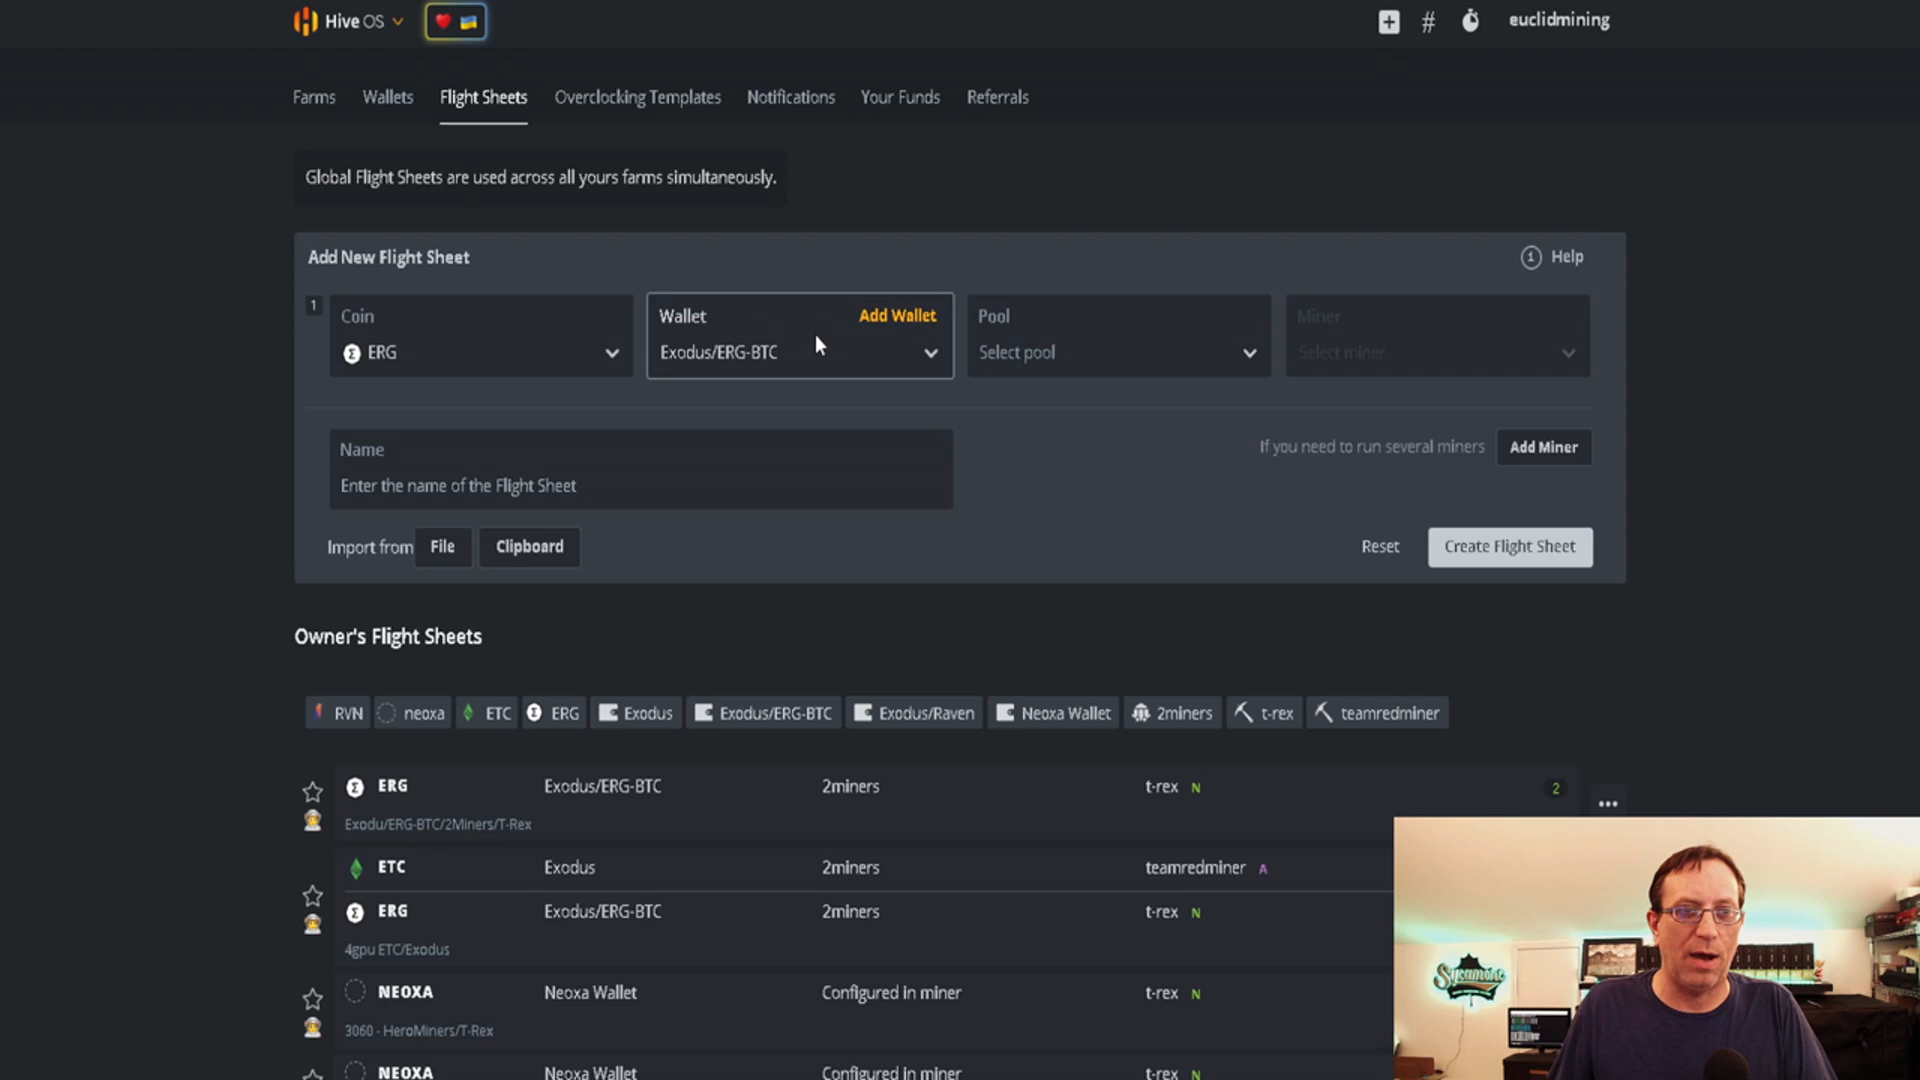 Hive OS
# euclidmining
Farms Wallets Flight Sheets Overclocking Templates Notifications Your Funds Referrals
Global Flight Sheets are used across all yours farms simultaneously.
Add New Flight Sheet
Help
1
Coin
ERG
Wallet Add Wallet
Exodus/ERG-BTC
Pool
Select pool
Miner
Select miner
Name
Enter the name of the Flight Sheet
If you need to run several miners Add Miner
Import from File Clipboard
Reset Create Flight Sheet
Owner's Flight Sheets
RVN neoxa ETC ERG Exodus Exodus/ERG-BTC Exodus/Raven Neoxa Wallet 2miners t-rex teamredminer
ERG Exodus/ERG-BTC 2miners t-rex N 2
Exodu/ERG-BTC/2Miners/T-Rex
ETC Exodus 2miners teamredminer A
ERG Exodus/ERG-BTC 2miners t-rex N
4gpu ETC/Exodus
NEOXA Neoxa Wallet Configured in miner t-rex N
3060 - HeroMiners/T-Rex
NEOXA Neoxa Wallet Configured in miner t-rex N
Sycamore